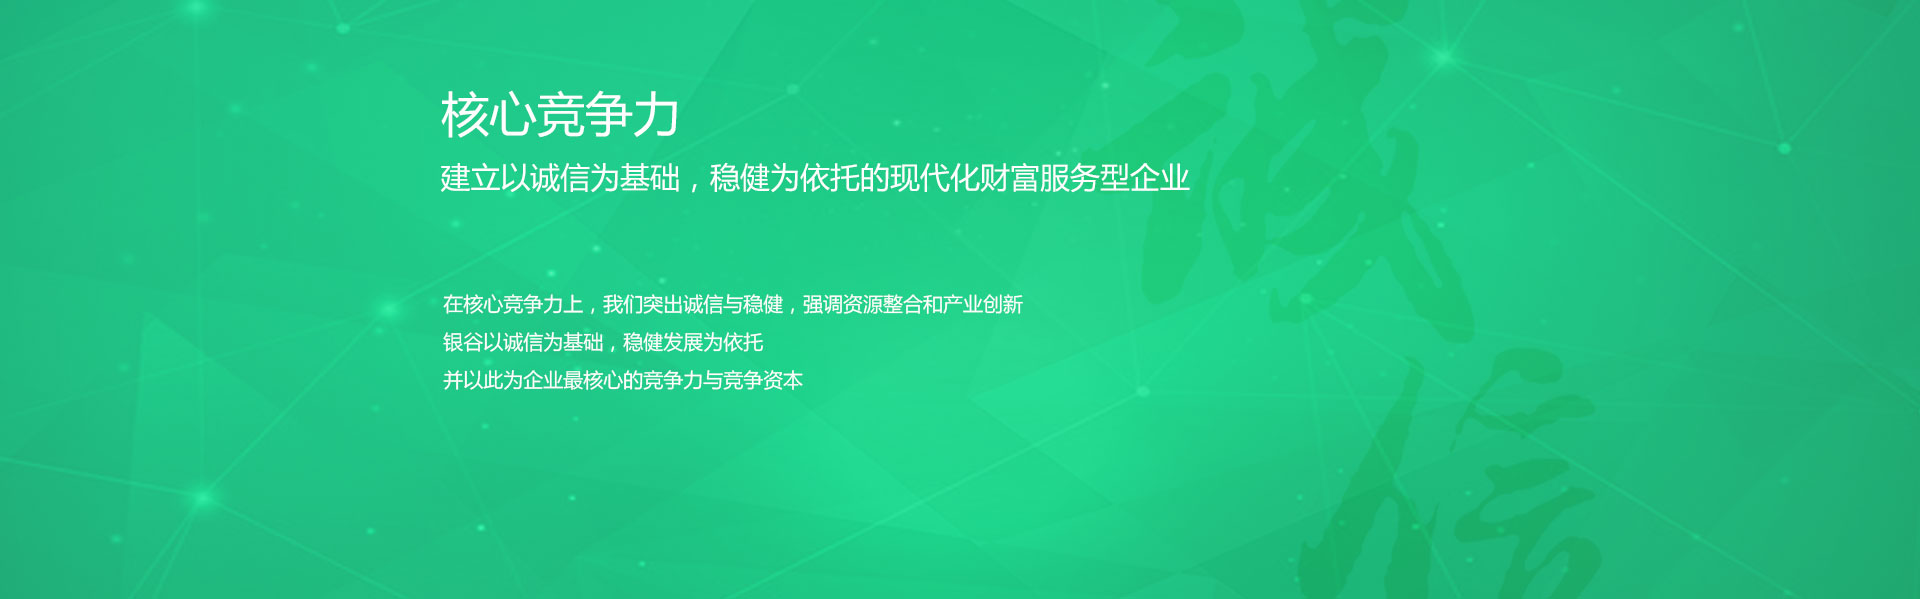 核心竞争力
建立以诚信为基础，稳健为依托的现代化财富服务型企业
在核心竞争力上，我们突出诚信与稳健，强调资源整合和产业创新
银谷以诚信为基础，稳健发展为依托
并以此为企业最核心的竞争力与竞争资本
诚
信